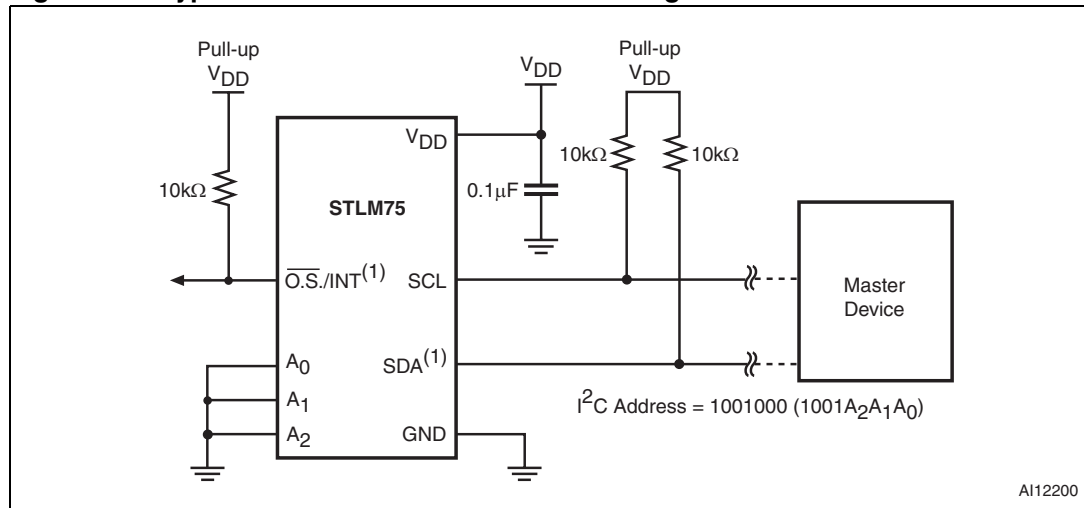 Pull-up
VDD
10kΩ
VDD
0.1μF
Pull-up
VDD
10kΩ
10kΩ
STLM75
VDD
O.S./INT(1)
SCL
A0
A1
A2
SDA(1)
GND
Master
Device
I2C Address = 1001000 (1001A2A1A0)
AI12200